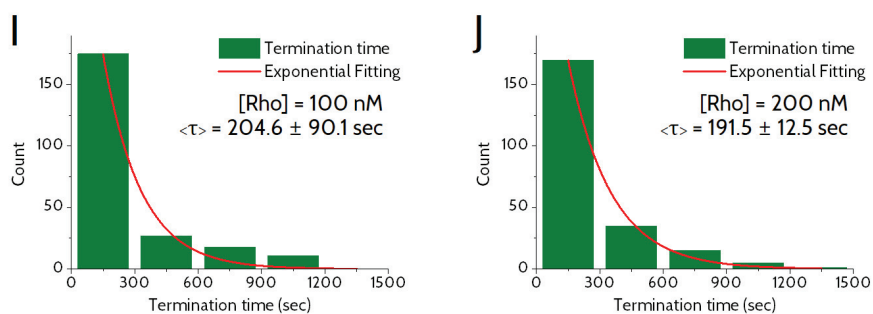 I
Termination time
Exponential Fitting
[Rho] = 100 nM
<τ> = 204.6 ± 90.1 sec
Count
150
100
50
0
0 300 600 900 1200 1500
Termination time (sec)
J
Termination time
Exponential Fitting
[Rho] = 200 nM
<τ> = 191.5 ± 12.5 sec
Count
150
100
50
0
0 300 600 900 1200 1500
Termination time (sec)